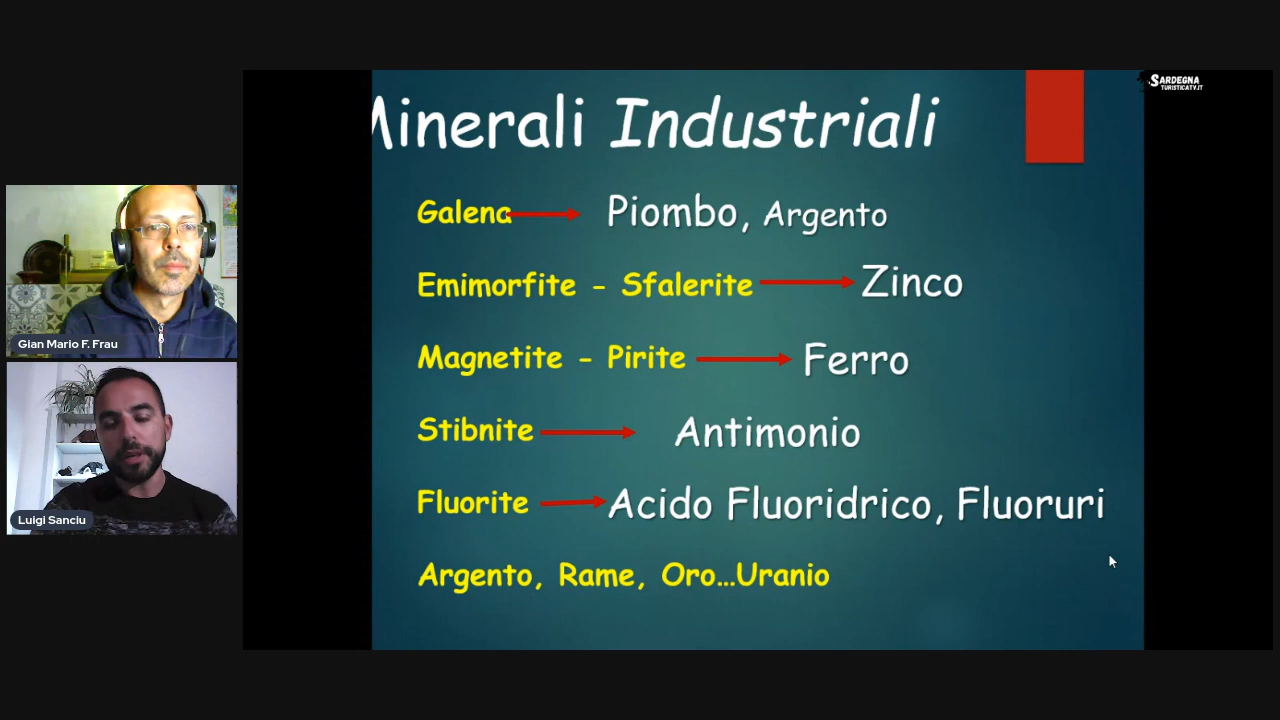 SARDEGNA
TURISTICATV.IT
Minerali Industriali
Galena Piombo, Argento
Emimorfite - Sfalerite Zinco
Magnetite - Pirite Ferro
Stibnite Antimonio
Fluorite Acido Fluoridrico, Fluoruri
Argento, Rame, Oro...Uranio
Gian Mario F. Frau
Luigi Sanciu